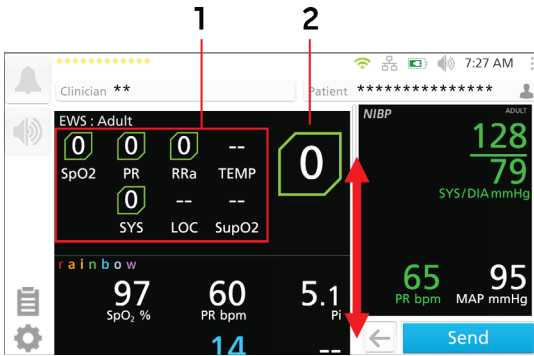 1 2
************
7:27 AM
Clinician ** Patient ***************
EWS : Adult
0 0 0 -- 0
SpO2 PR RRa TEMP
0 -- --
SYS LOC SupO2
NIBP ADULT
128
79
SYS/DIA mmHg
rainbow
97 60 5.1
SpO₂ % PR bpm Pi
14 --
65 95
PR bpm MAP mmHg
Send